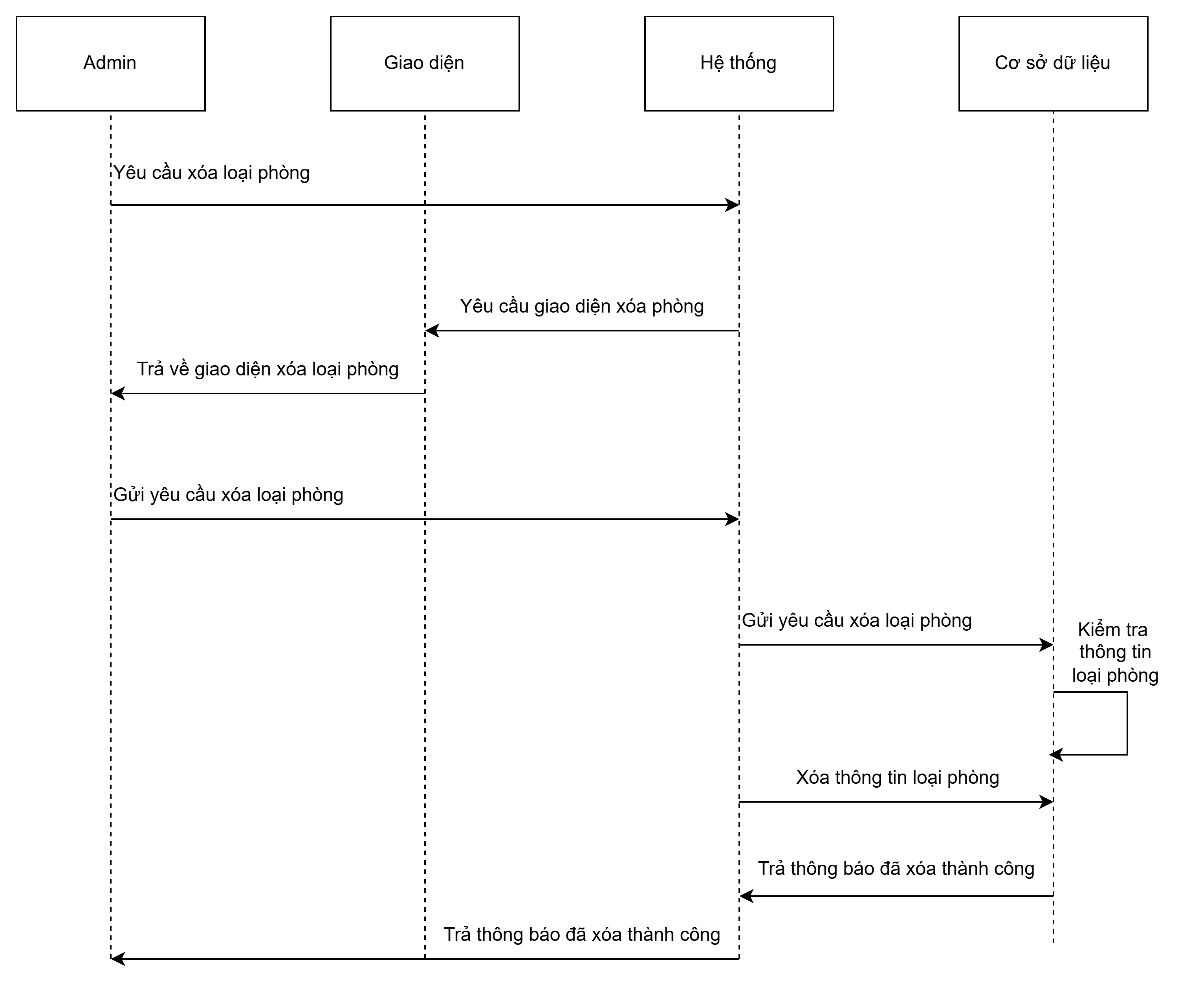 Admin
Giao diện
Hệ thống
Cơ sở dữ liệu
Yêu cầu xóa loại phòng
Yêu cầu giao diện xóa phòng
Trả về giao diện xóa loại phòng
Gửi yêu cầu xóa loại phòng
Gửi yêu cầu xóa loại phòng
Kiểm tra
thông tin
loại phòng
Xóa thông tin loại phòng
Trả thông báo đã xóa thành công
Trả thông báo đã xóa thành công